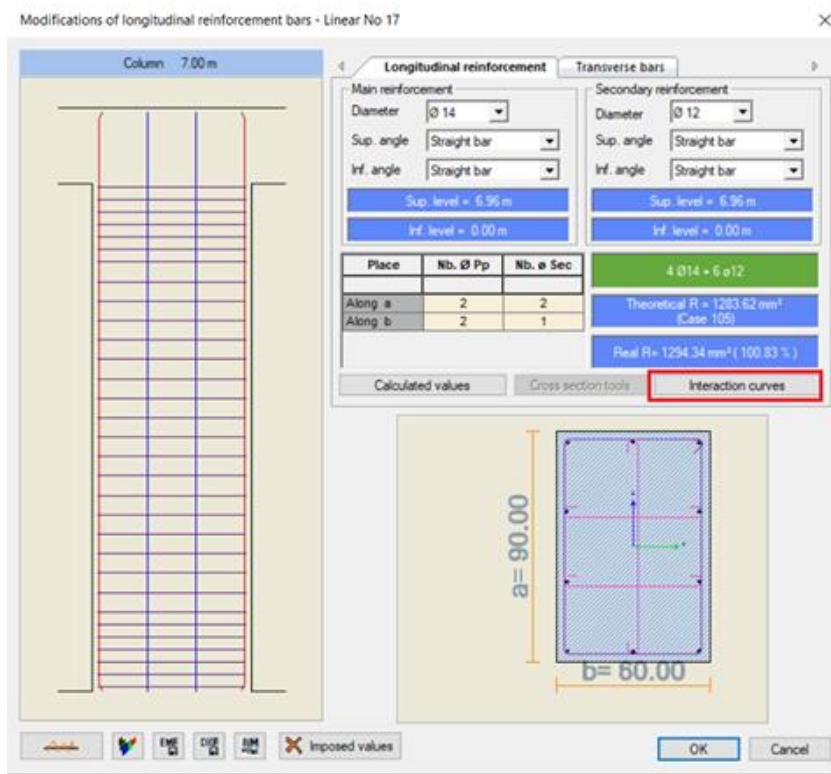 Modifications of longitudinal reinforcement bars - Linear No 17
Column 7.00 m
Longitudinal reinforcement
Transverse bars
Main reinforcement
Diameter Ø 14
Sup. angle Straight bar
Inf. angle Straight bar
Sup. level = 6.96 m
Inf. level = 0.00 m
Secondary reinforcement
Diameter Ø 12
Sup. angle Straight bar
Inf. angle Straight bar
Sup. level = 6.96 m
Inf. level = 0.00 m
Place Nb. Ø Pp Nb. ø Sec
Along a 2 2
Along b 2 1
4 Ø14 + 6 ø12
Theoretical R = 1283.62 mm²
(Case 105)
Real R= 1294.34 mm² ( 100.83 % )
Calculated values
Cross section tools
Interaction curves
a= 90.00
b= 60.00
Imposed values
OK
Cancel